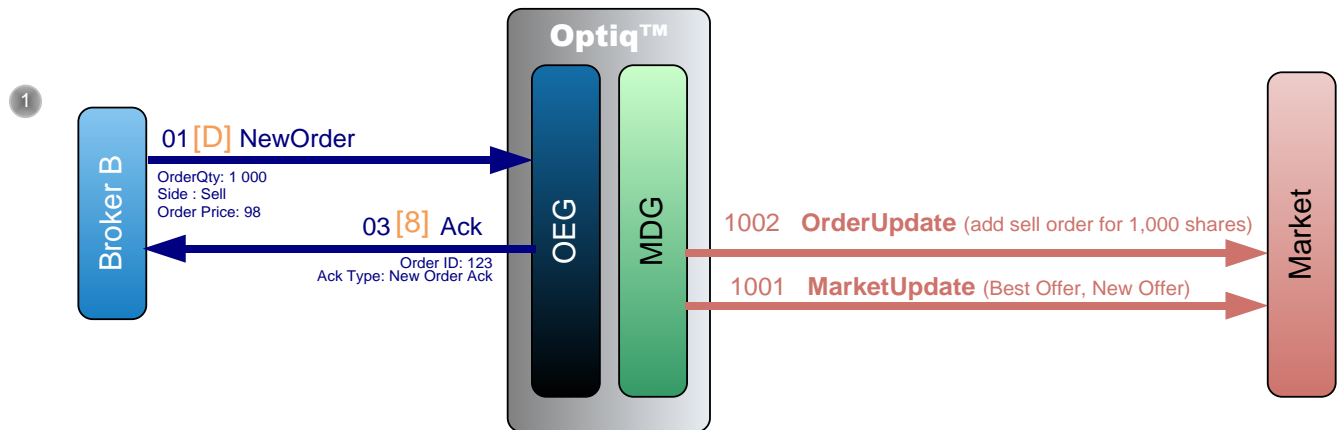 Optiq™
1
Broker B
01 [D] NewOrder
OrderQty: 1 000
Side : Sell
Order Price: 98
03 [8] Ack
Order ID: 123
Ack Type: New Order Ack
OEG
MDG
1002 OrderUpdate (add sell order for 1,000 shares)
1001 MarketUpdate (Best Offer, New Offer)
Market